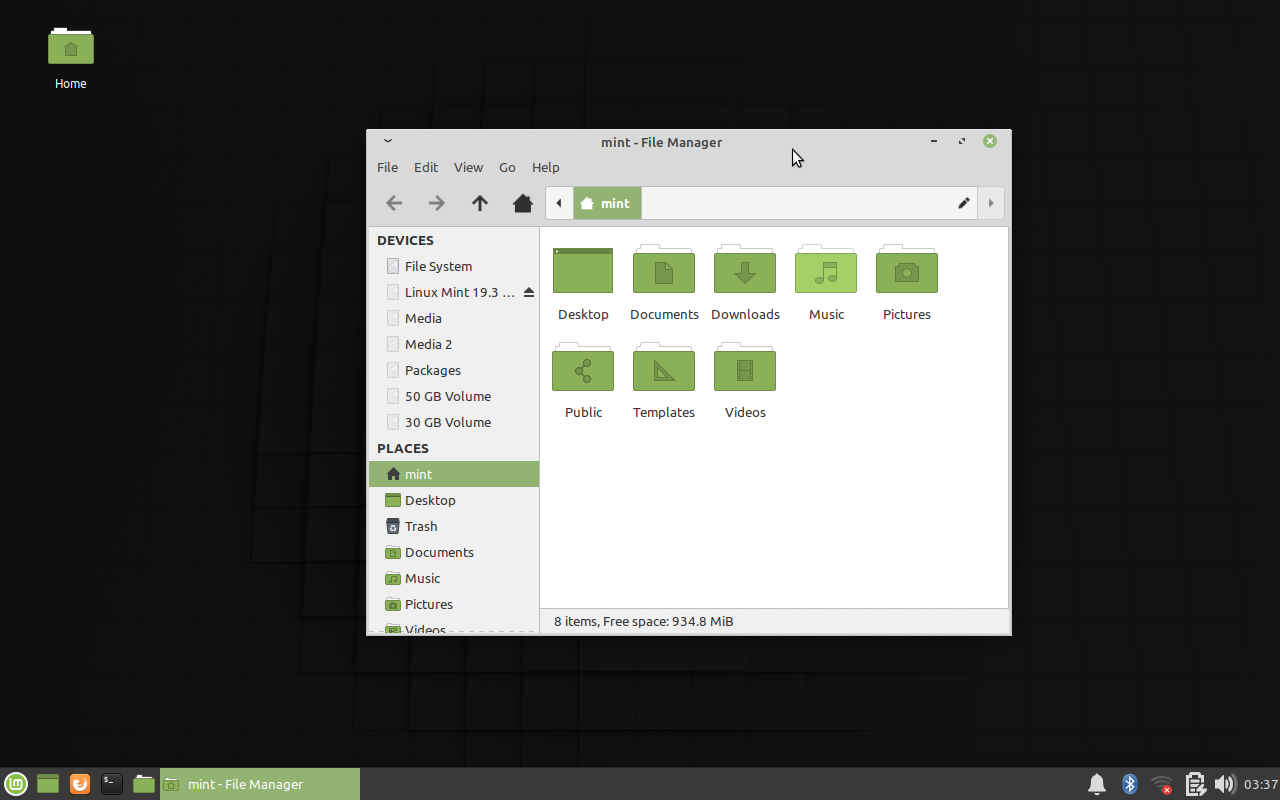 Home
mint - File Manager
File Edit View Go Help
mint
DEVICES
File System
Linux Mint 19.3 ...
Media
Media 2
Packages
50 GB Volume
30 GB Volume
PLACES
mint
Desktop
Trash
Documents
Music
Pictures
Videos
Desktop Documents Downloads Music Pictures
Public Templates Videos
8 items, Free space: 934.8 MiB
mint - File Manager
03:37